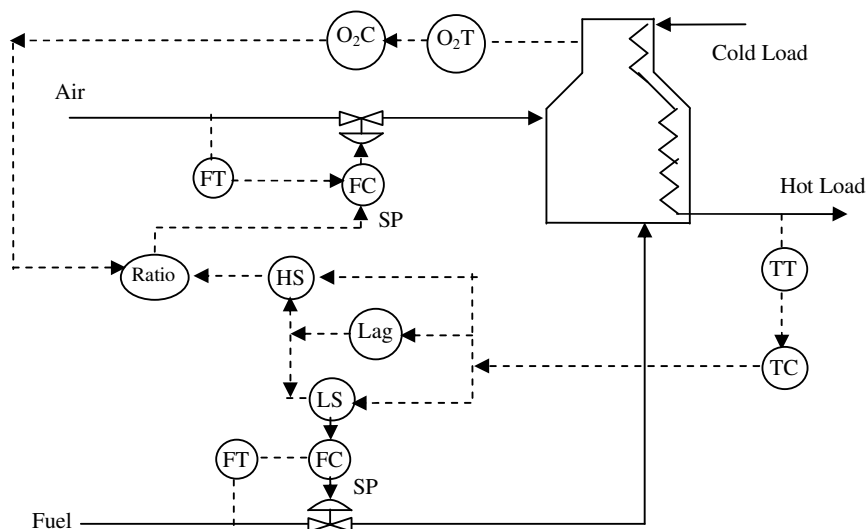 O₂C
O₂T
Cold Load
Air
FT
FC
SP
Hot Load
Ratio
HS
TT
Lag
TC
LS
FT
FC
SP
Fuel